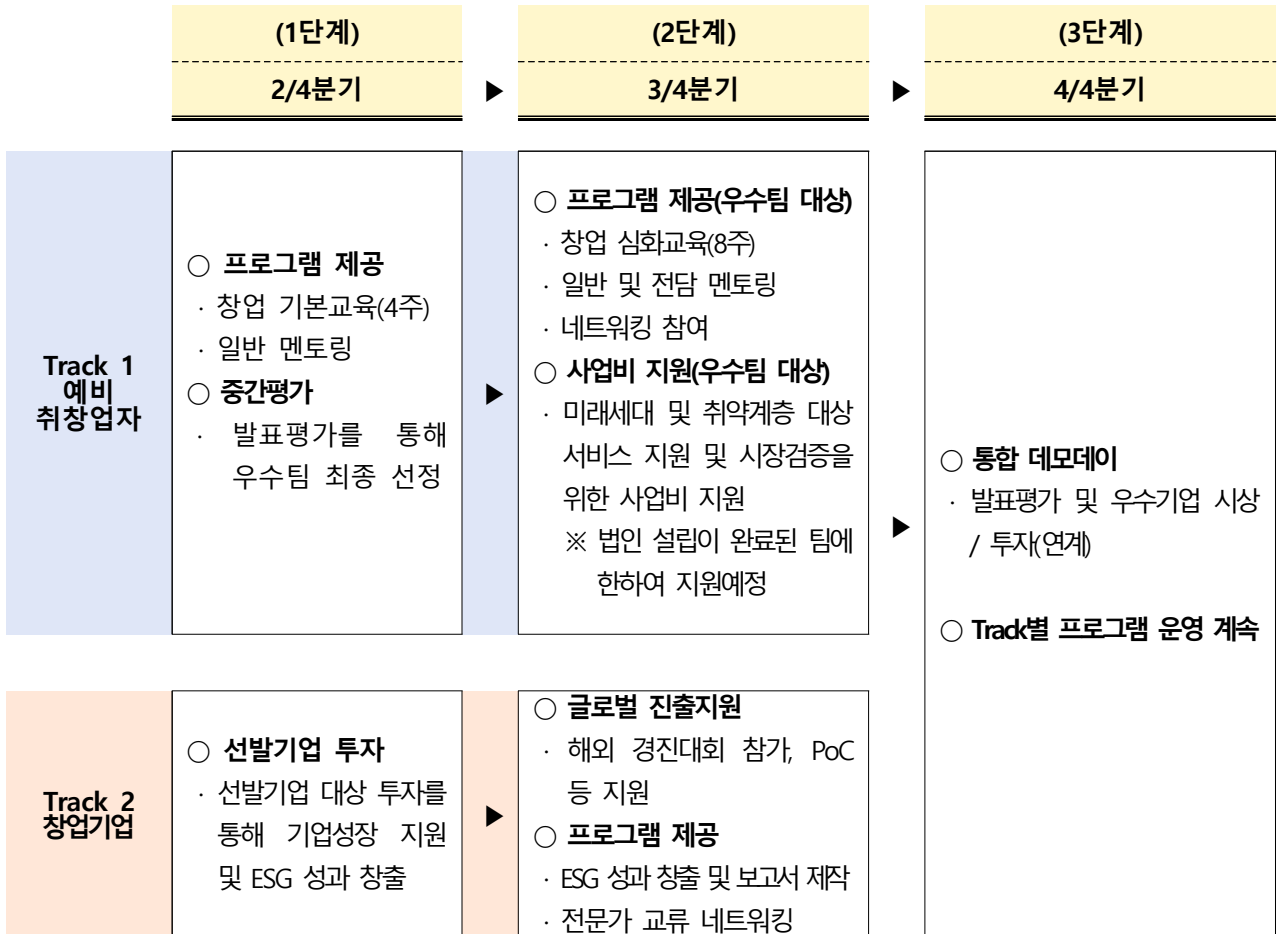 (1단계)
2/4분기
▶
(2단계)
3/4분기
▶
(3단계)
4/4분기
Track 1
예비
취창업자
○ 프로그램 제공
· 창업 기본교육(4주)
· 일반 멘토링
○ 중간평가
· 발표평가를 통해
우수팀 최종 선정
▶
○ 프로그램 제공(우수팀 대상)
· 창업 심화교육(8주)
· 일반 및 전담 멘토링
· 네트워킹 참여
○ 사업비 지원(우수팀 대상)
· 미래세대 및 취약계층 대상
서비스 지원 및 시장검증을
위한 사업비 지원
※ 법인 설립이 완료된 팀에
한하여 지원예정
▶
○ 통합 데모데이
· 발표평가 및 우수기업 시상
/ 투자(연계)
○ Track별 프로그램 운영 계속
Track 2
창업기업
○ 선발기업 투자
· 선발기업 대상 투자를
통해 기업성장 지원
및 ESG 성과 창출
▶
○ 글로벌 진출지원
· 해외 경진대회 참가, PoC
등 지원
○ 프로그램 제공
· ESG 성과 창출 및 보고서 제작
· 전문가 교류 네트워킹